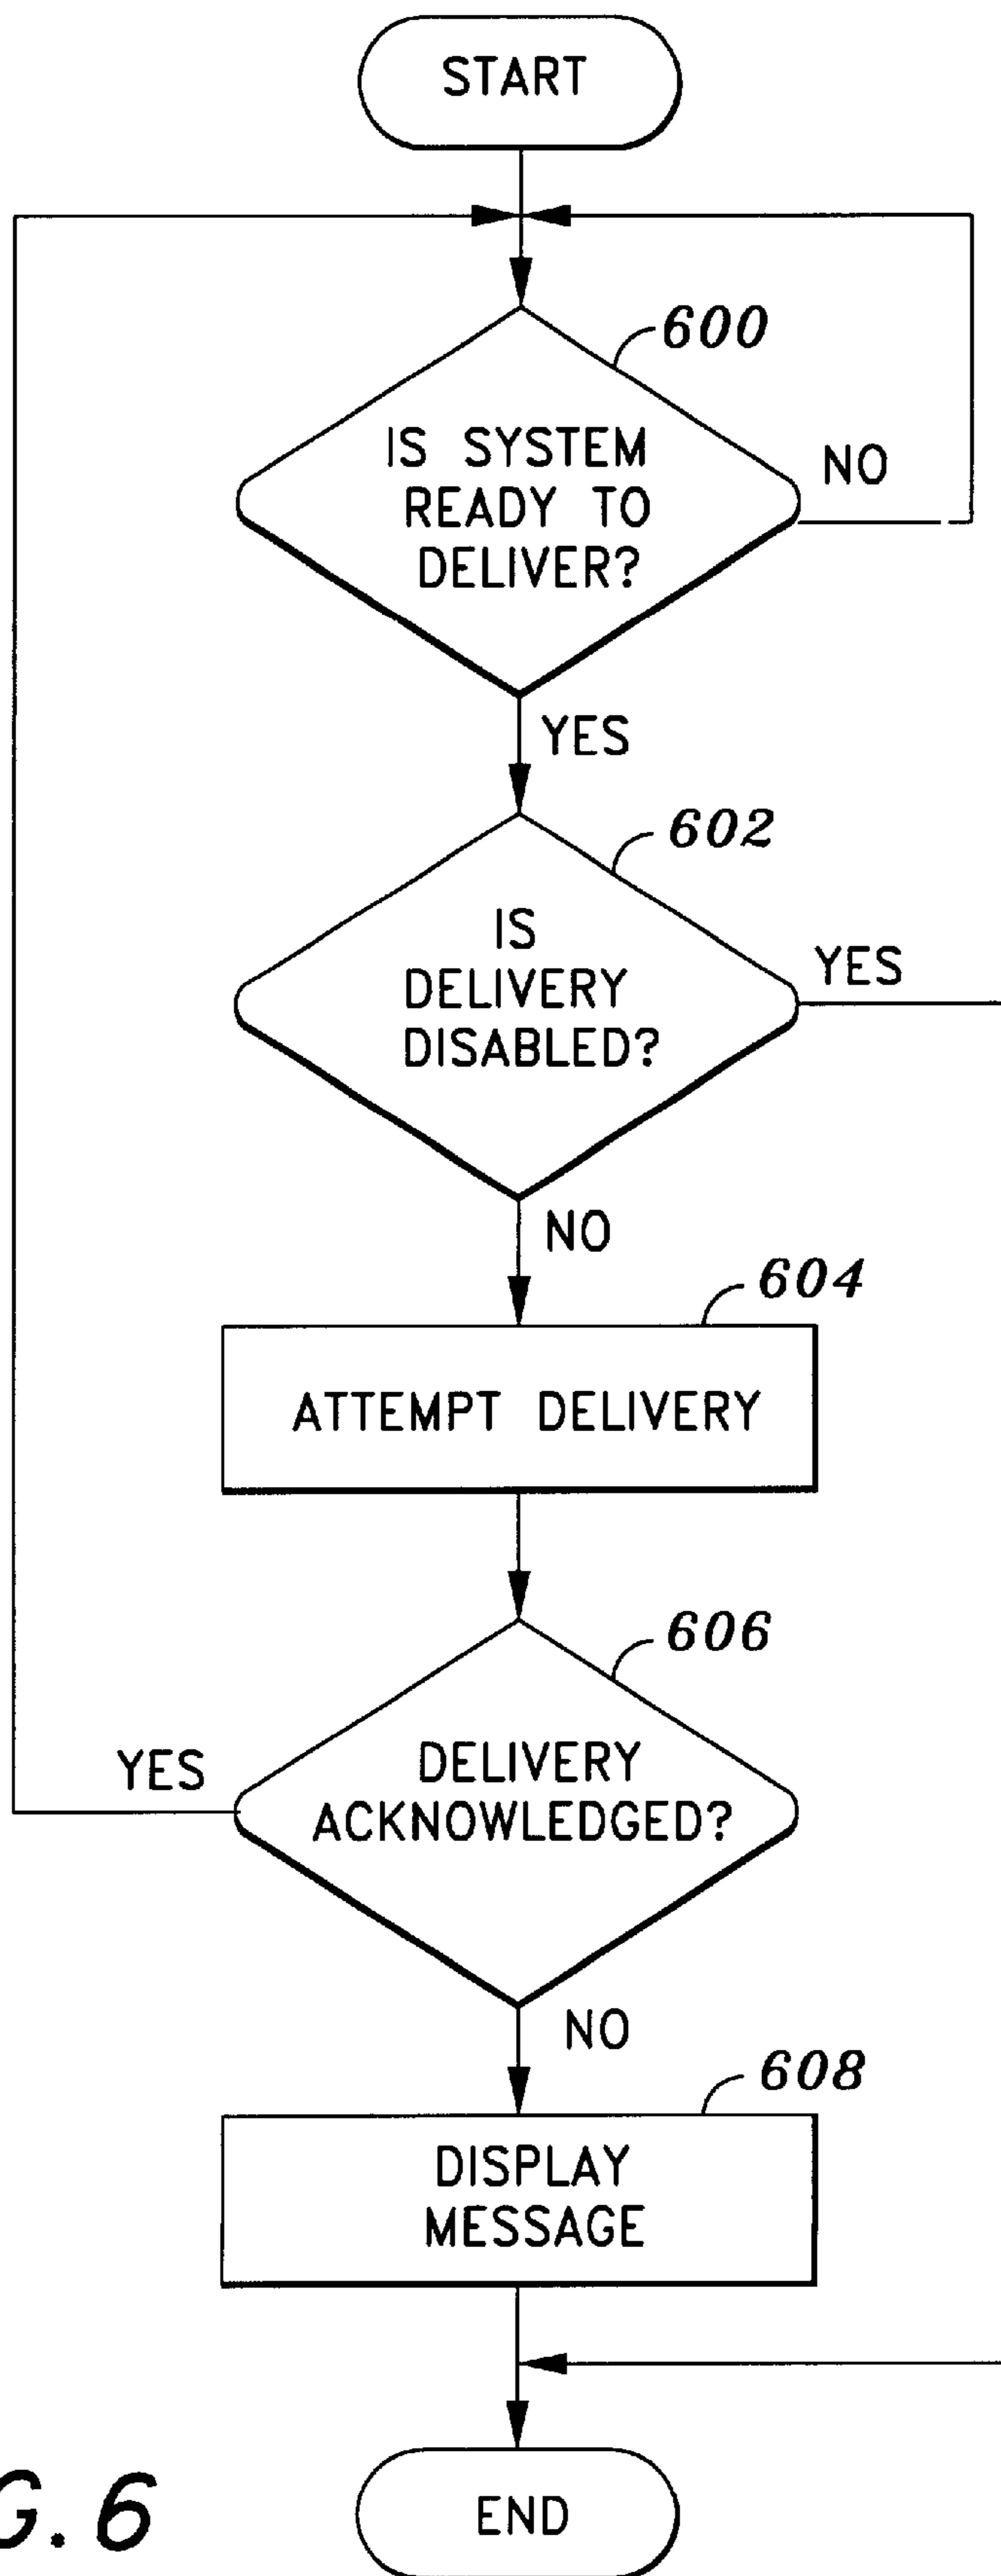 START
600
IS SYSTEM
READY TO
DELIVER?
NO
YES
602
IS
DELIVERY
DISABLED?
YES
NO
604
ATTEMPT DELIVERY
606
DELIVERY
ACKNOWLEDGED?
YES
NO
608
DISPLAY
MESSAGE
END
G.6